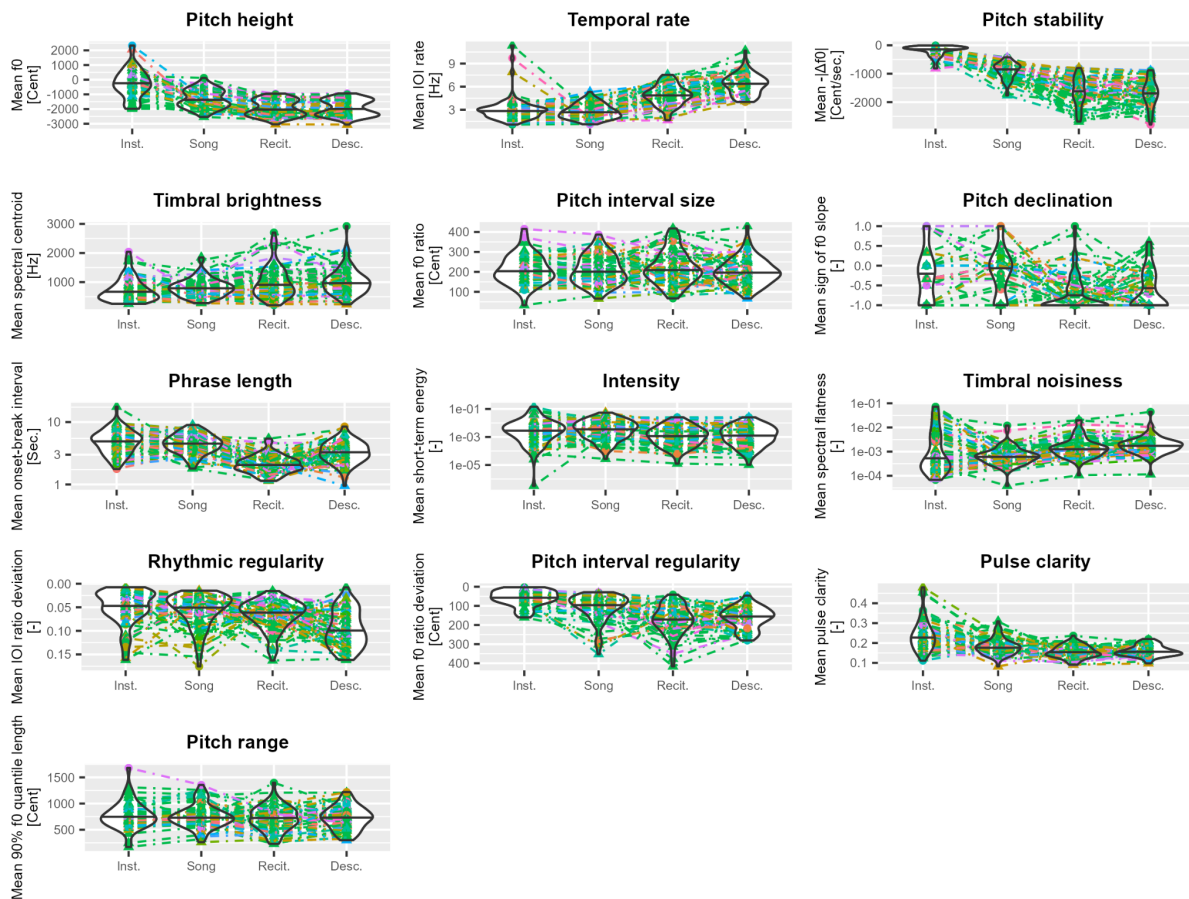 Pitch height
Mean f0
[Cent]
2000
1000
0
-1000
-2000
-3000
Inst. Song Recit. Desc.
Temporal rate
Mean IOI rate
[Hz]
9
6
3
Inst. Song Recit. Desc.
Pitch stability
Mean -|Δf0|
[Cent/sec.]
0
-1000
-2000
Inst. Song Recit. Desc.
Timbral brightness
Mean spectral centroid
[Hz]
3000
2000
1000
Inst. Song Recit. Desc.
Pitch interval size
Mean f0 ratio
[Cent]
400
300
200
100
Inst. Song Recit. Desc.
Pitch declination
Mean sign of f0 slope
[-]
1.0
0.5
0.0
-0.5
-1.0
Inst. Song Recit. Desc.
Phrase length
Mean onset-break interval
[Sec.]
10
3
1
Inst. Song Recit. Desc.
Intensity
Mean short-term energy
[-]
1e-01
1e-03
1e-05
Inst. Song Recit. Desc.
Timbral noisiness
Mean spectral flatness
[-]
1e-01
1e-02
1e-03
1e-04
Inst. Song Recit. Desc.
Rhythmic regularity
Mean IOI ratio deviation
[-]
0.00
0.05
0.10
0.15
Inst. Song Recit. Desc.
Pitch interval regularity
Mean f0 ratio deviation
[Cent]
0
100
200
300
400
Inst. Song Recit. Desc.
Pulse clarity
Mean pulse clarity
[-]
0.4
0.3
0.2
0.1
Inst. Song Recit. Desc.
Pitch range
Mean 90% f0 quantile length
[Cent]
1500
1000
500
Inst. Song Recit. Desc.